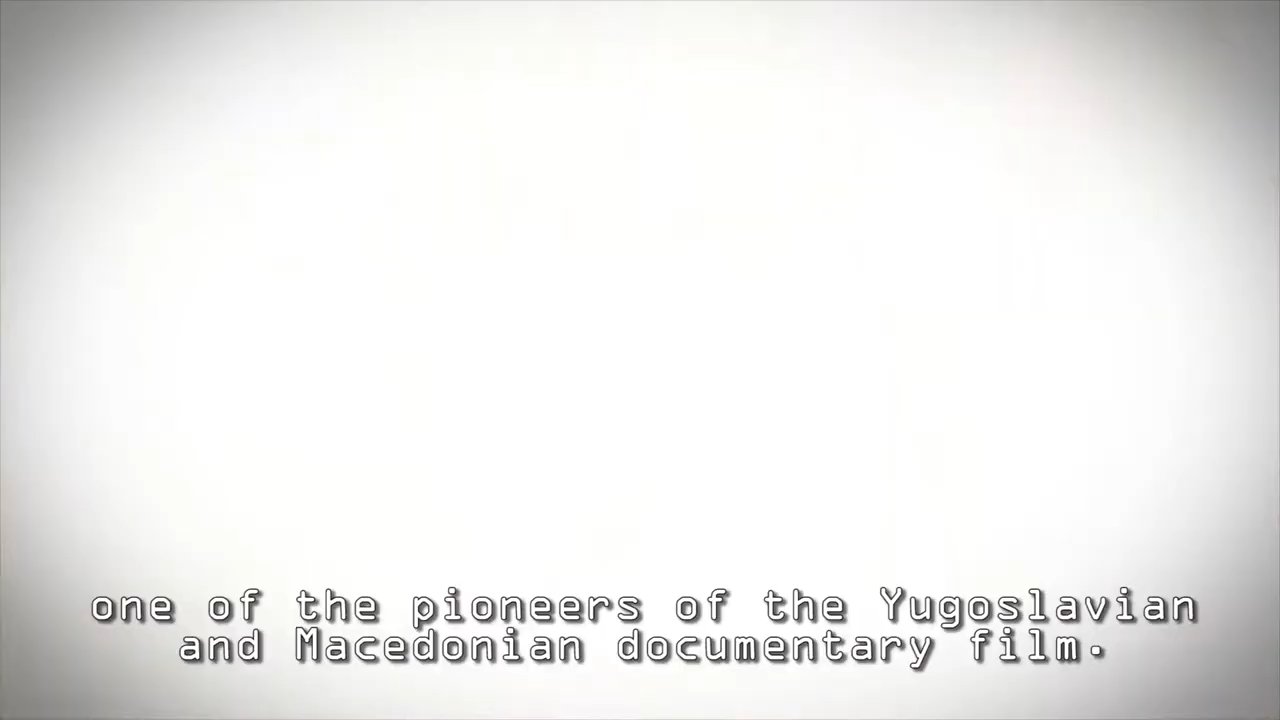 one of the pioneers of the Yugoslavian
and Macedonian documentary film.